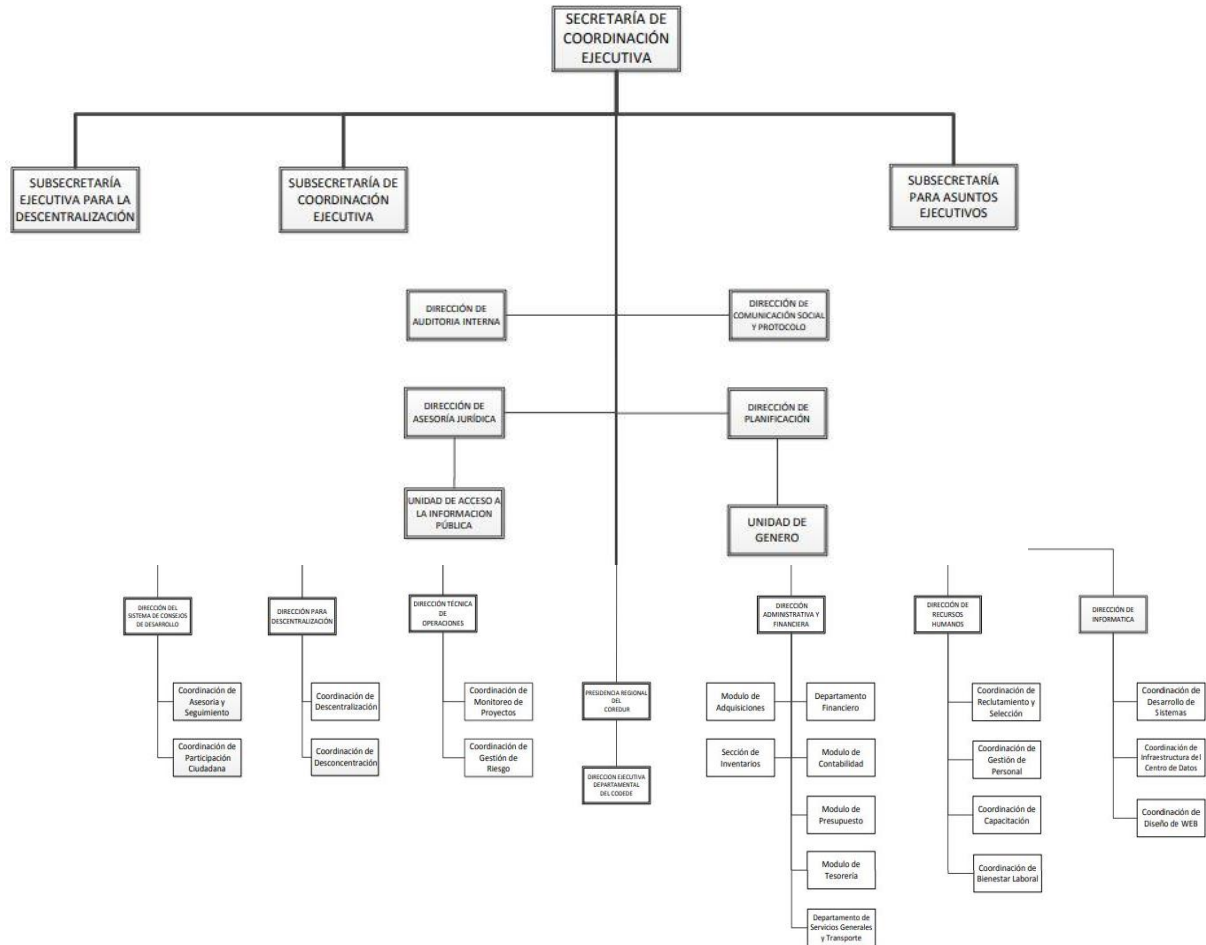 SECRETARÍA DE
COORDINACIÓN
EJECUTIVA
SUBSECRETARÍA
EJECUTIVA PARA LA
DESCENTRALIZACIÓN
SUBSECRETARÍA DE
COORDINACIÓN
EJECUTIVA
SUBSECRETARÍA
PARA ASUNTOS
EJECUTIVOS
DIRECCIÓN DE
AUDITORIA INTERNA
DIRECCIÓN DE
COMUNICACIÓN SOCIAL
Y PROTOCOLO
DIRECCIÓN DE
ASESORÍA JURÍDICA
DIRECCIÓN DE
PLANIFICACIÓN
UNIDAD DE ACCESO A
LA INFORMACION
PÚBLICA
UNIDAD DE
GENERO
DIRECCIÓN DEL
SISTEMA DE CONSEJOS
DE DESARROLLO
DIRECCIÓN PARA
DESCENTRALIZACIÓN
DIRECCIÓN TÉCNICA
DE
OPERACIONES
DIRECCIÓN
ADMINISTRATIVA Y
FINANCIERA
DIRECCIÓN DE
RECURSOS
HUMANOS
DIRECCIÓN DE
INFORMATICA
Coordinación de
Asesoria y
Seguimiento
Coordinación de
Participación
Ciudadana
Coordinación de
Descentralización
Coordinación de
Desconcentración
Coordinación de
Monitoreo de
Proyectos
Coordinación de
Gestión de
Riesgo
PRESIDENCIA REGIONAL
DEL
COREDUR
DIRECCION EJECUTIVA
DEPARTAMENTAL
DEL CODEDE
Modulo de
Adquisiciones
Departamento
Financiero
Sección de
Inventarios
Modulo de
Contabilidad
Modulo de
Presupuesto
Modulo de
Tesorería
Departamento de
Servicios Generales
y Transporte
Coordinación de
Reclutamiento y
Selección
Coordinación de
Gestión de
Personal
Coordinación de
Capacitación
Coordinación de
Bienestar Laboral
Coordinación de
Desarrollo de
Sistemas
Coordinación de
Infraestructura del
Centro de Datos
Coordinación de
Diseño de WEB